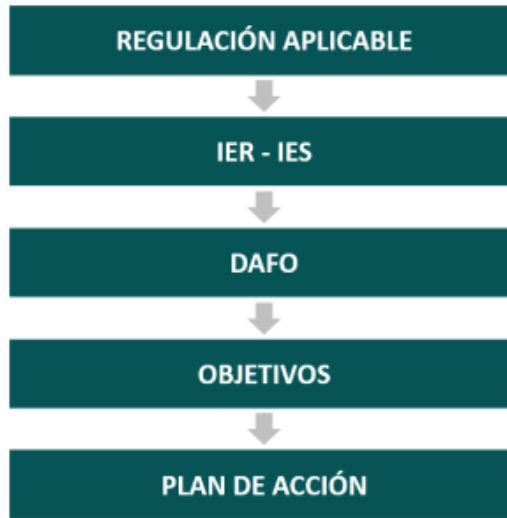 REGULACIÓN APLICABLE
IER - IES
DAFO
OBJETIVOS
PLAN DE ACCIÓN